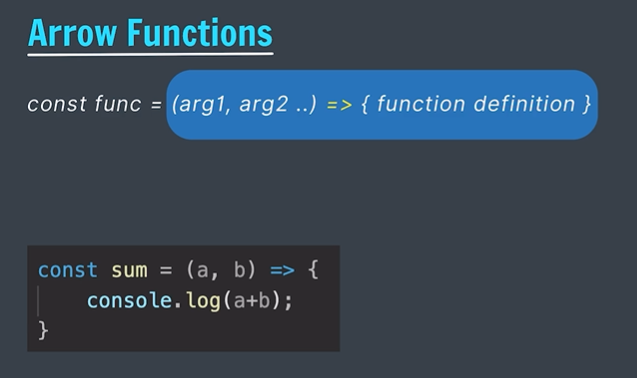 Arrow Functions
const func = (arg1, arg2 ..) => { function definition }
const sum = (a, b) => {
    console.log(a+b);
}